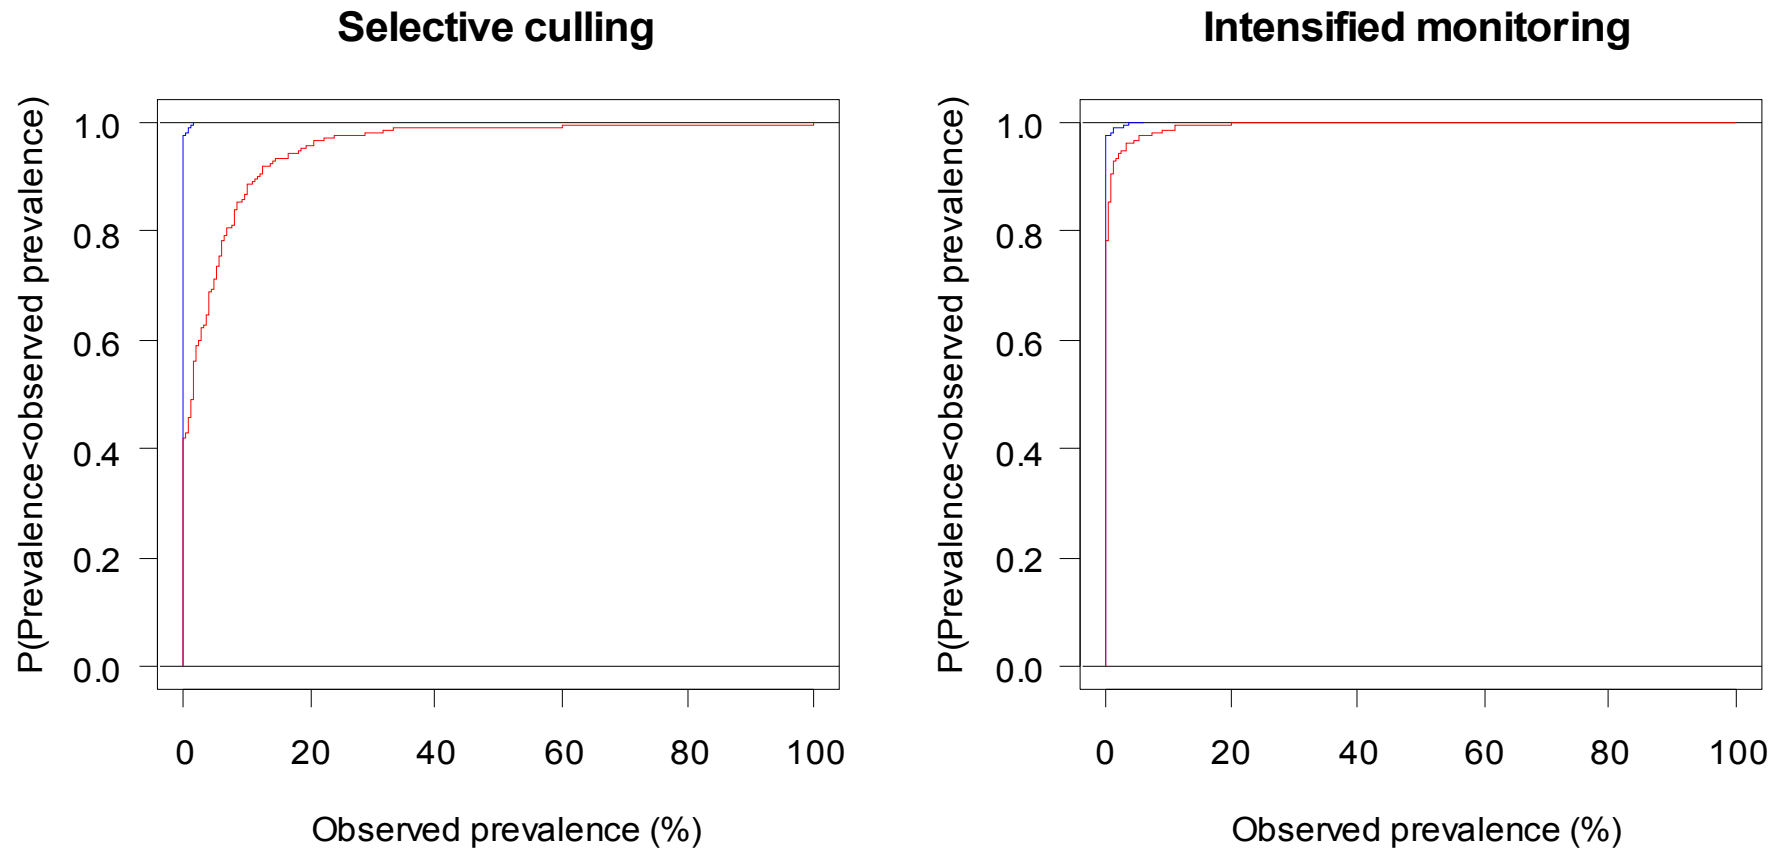 Selective culling
P(Prevalence<observed prevalence)
1.0
0.8
0.6
0.4
0.2
0.0
0 20 40 60 80 100
Observed prevalence (%)
Intensified monitoring
P(Prevalence<observed prevalence)
1.0
0.8
0.6
0.4
0.2
0.0
0 20 40 60 80 100
Observed prevalence (%)